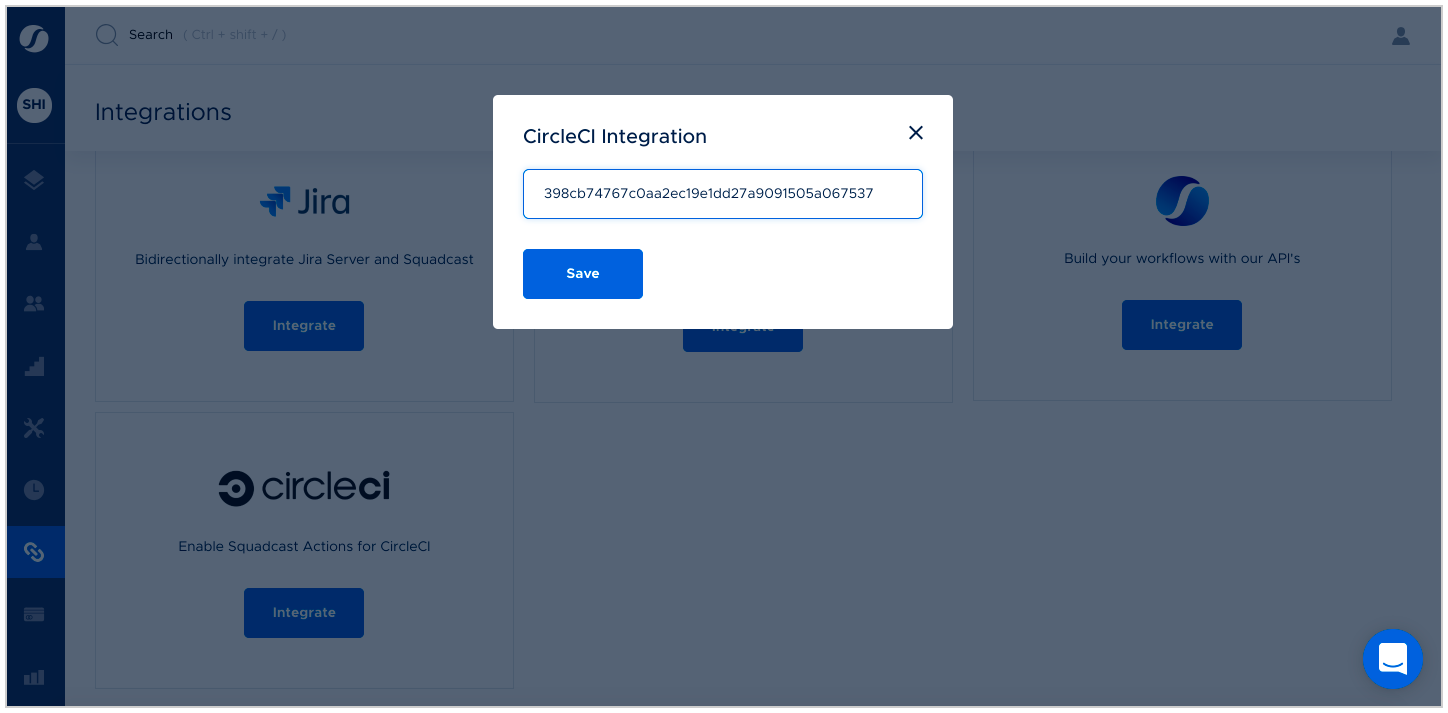 Search ( Ctrl + shift + / )
SHI
Integrations
CircleCI Integration
398cb74767c0aa2ec19e1dd27a9091505a067537
Save
Jira
Bidirectionally integrate Jira Server and Squadcast
Integrate
Integrate
Build your workflows with our API's
Integrate
circleci
Enable Squadcast Actions for CircleCI
Integrate